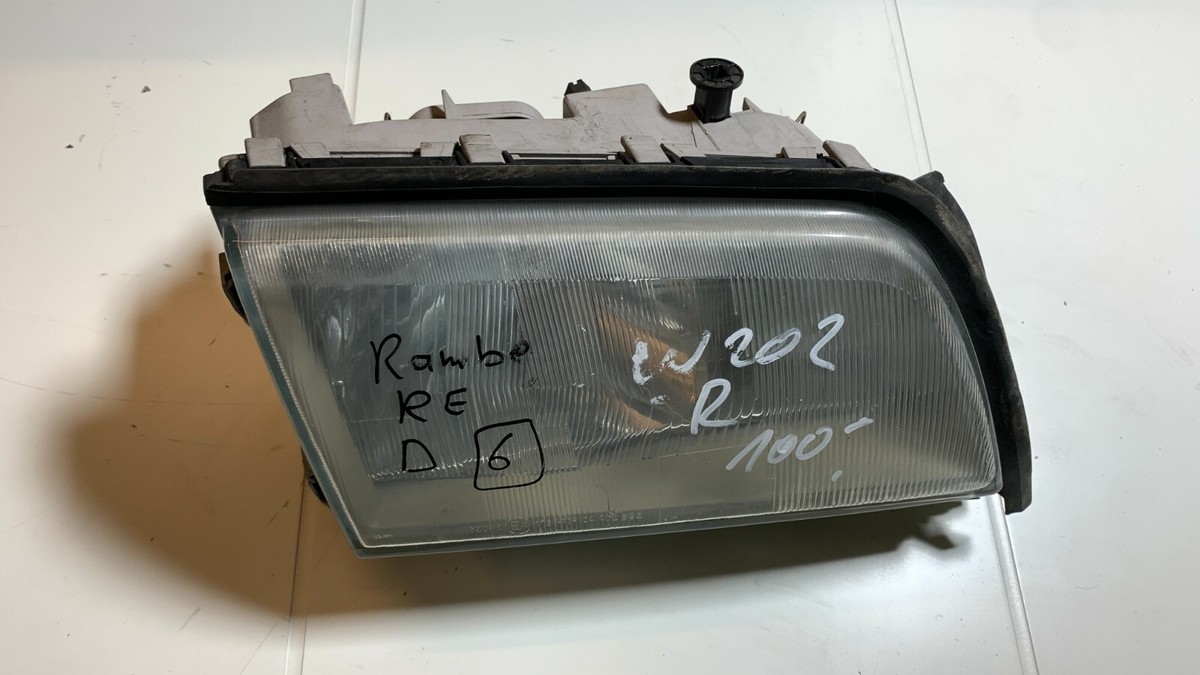 Rambo
RE
D 6
W202
R
100,-